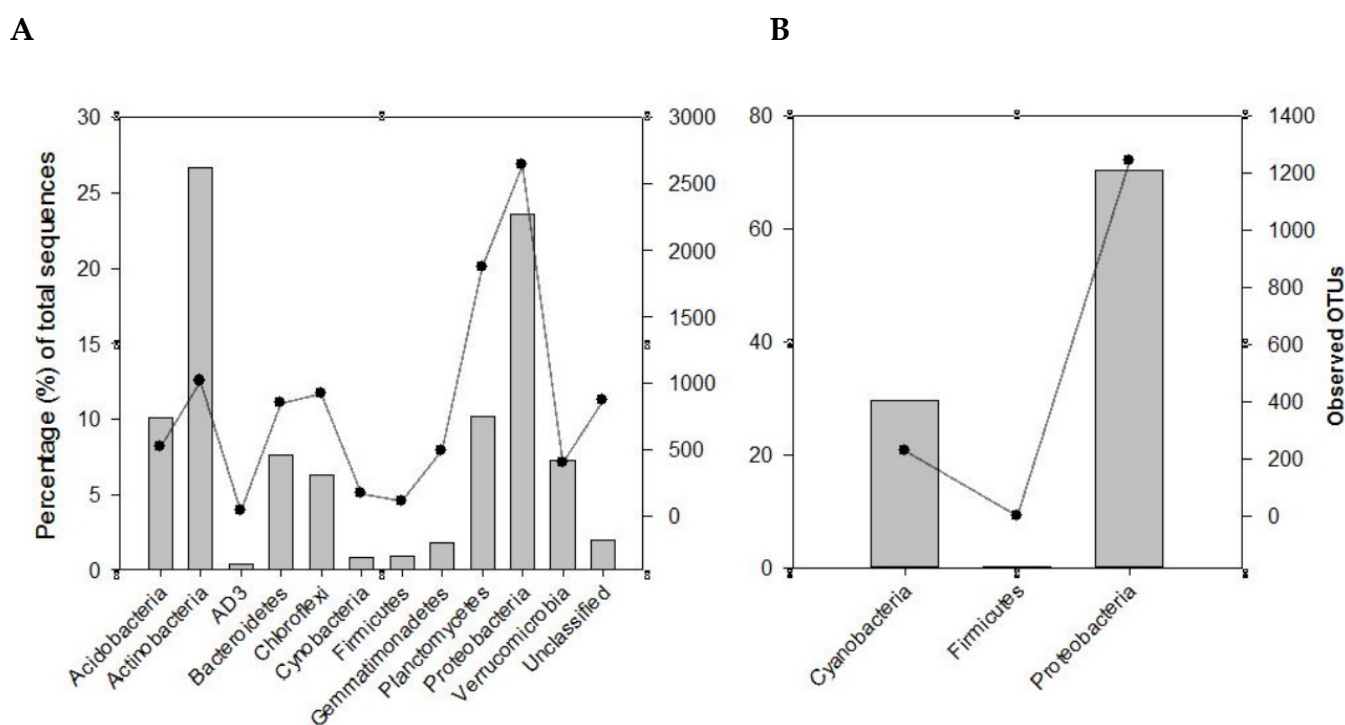 A
B
Percentage (%) of total sequences
30
25
20
15
10
5
0
3000
2500
2000
1500
1000
500
0
Acidobacteria
Actinobacteria
AD3
Bacteroidetes
Chloroflexi
Cynobacteria
Firmicutes
Gemmatimonadetes
Planctomycetes
Proteobacteria
Verrucomicrobia
Unclassified
80
60
40
20
0
1400
1200
1000
800
600
400
200
0
Observed OTUs
Cyanobacteria
Firmicutes
Proteobacteria